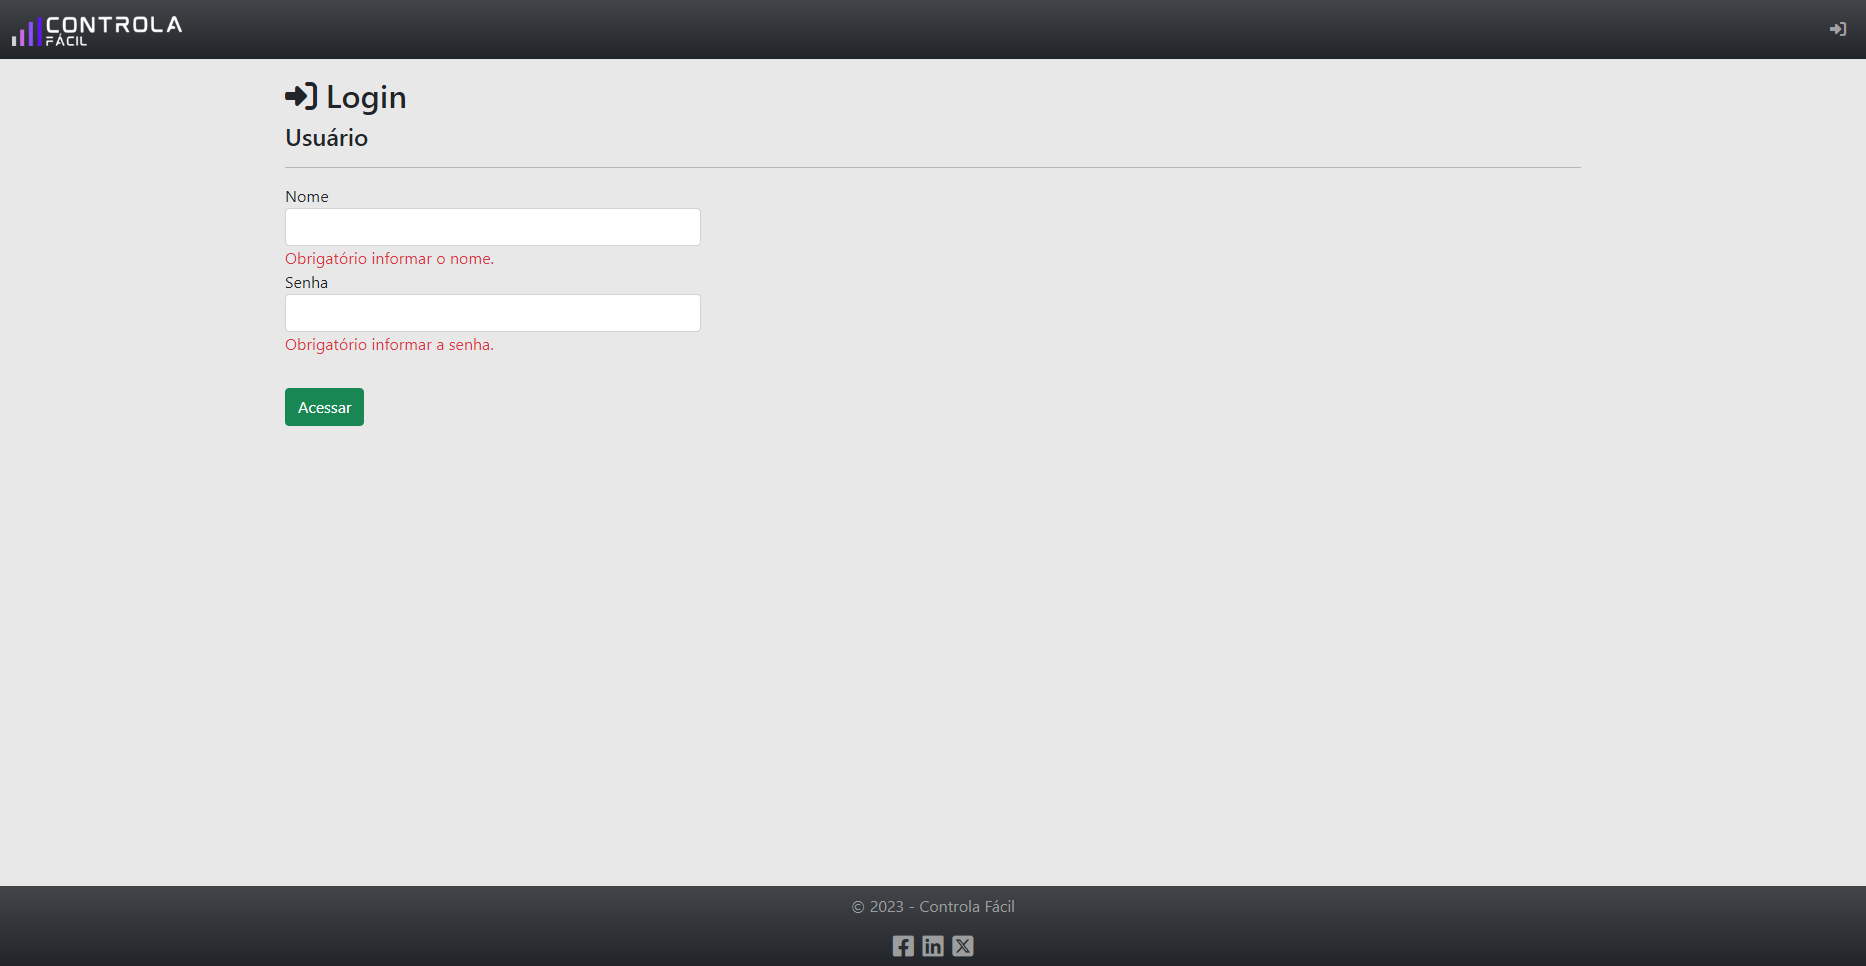 CONTROLA
FÁCIL
Login
Usuário
Nome
Obrigatório informar o nome.
Senha
Obrigatório informar a senha.
Acessar
© 2023 - Controla Fácil